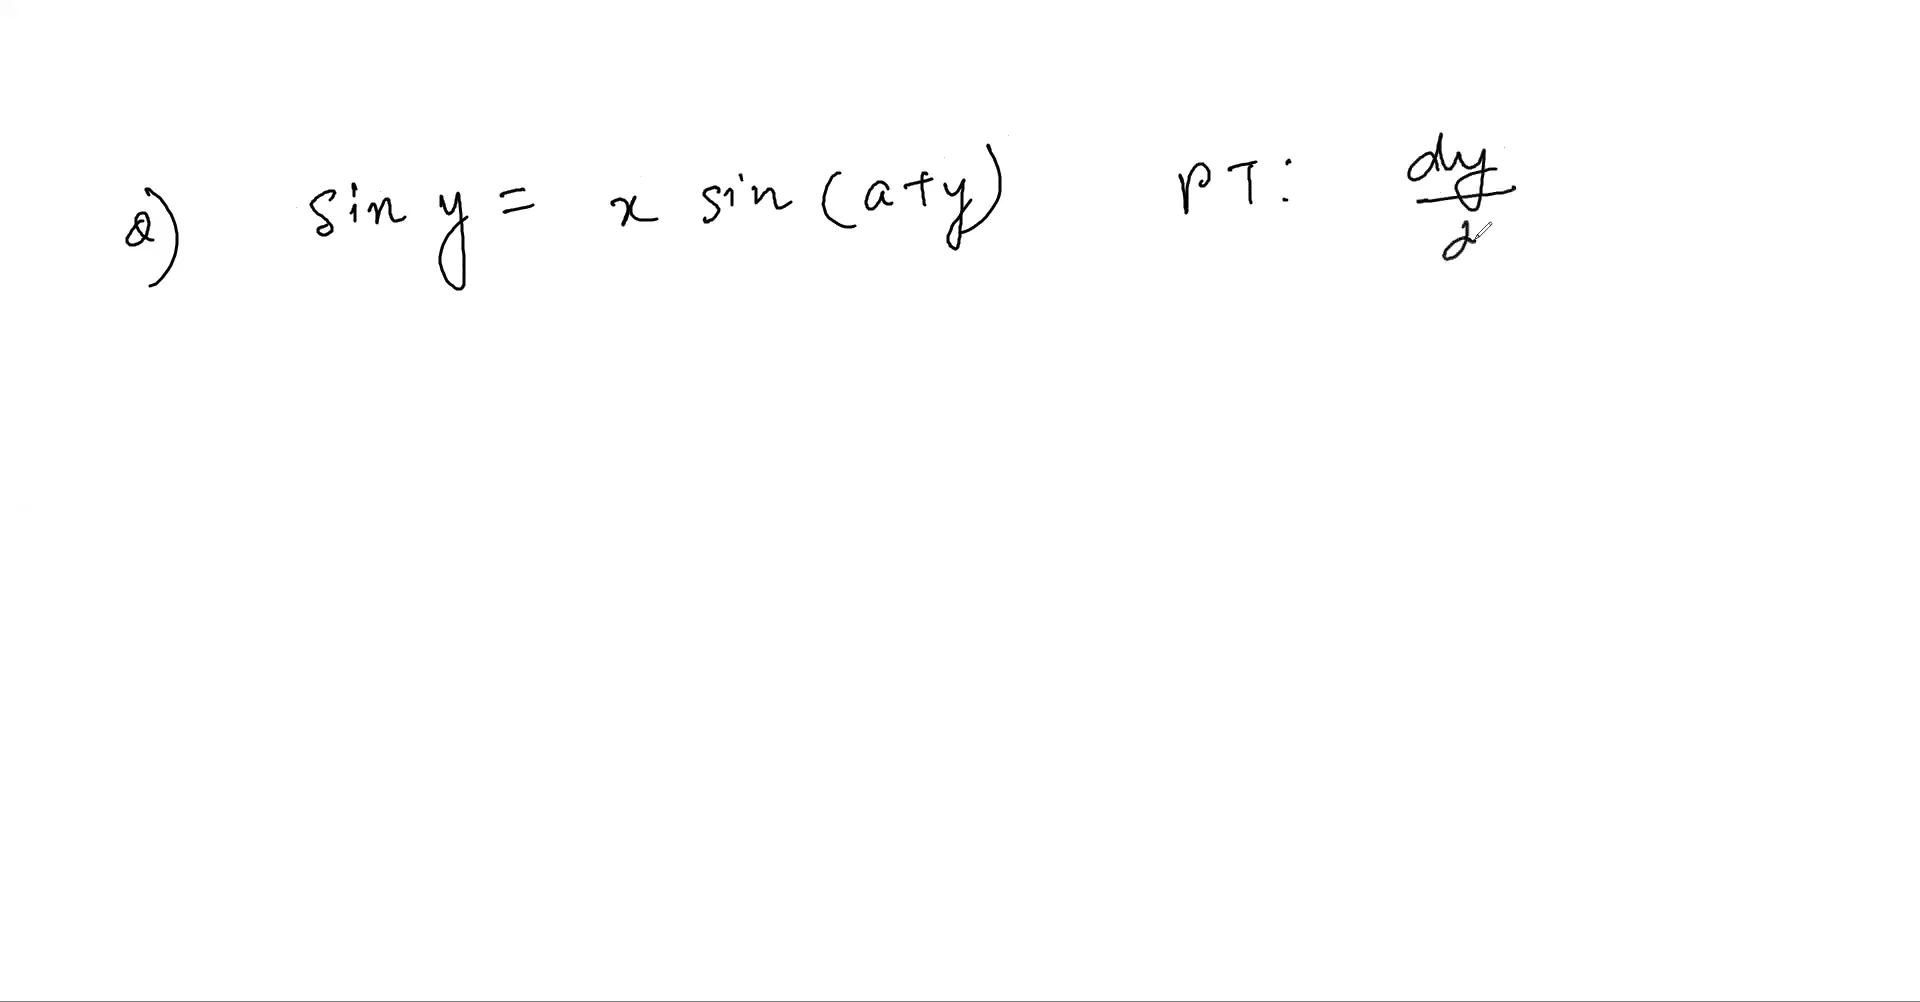 Q) sin y = x sin (a+y) PT: dy/d